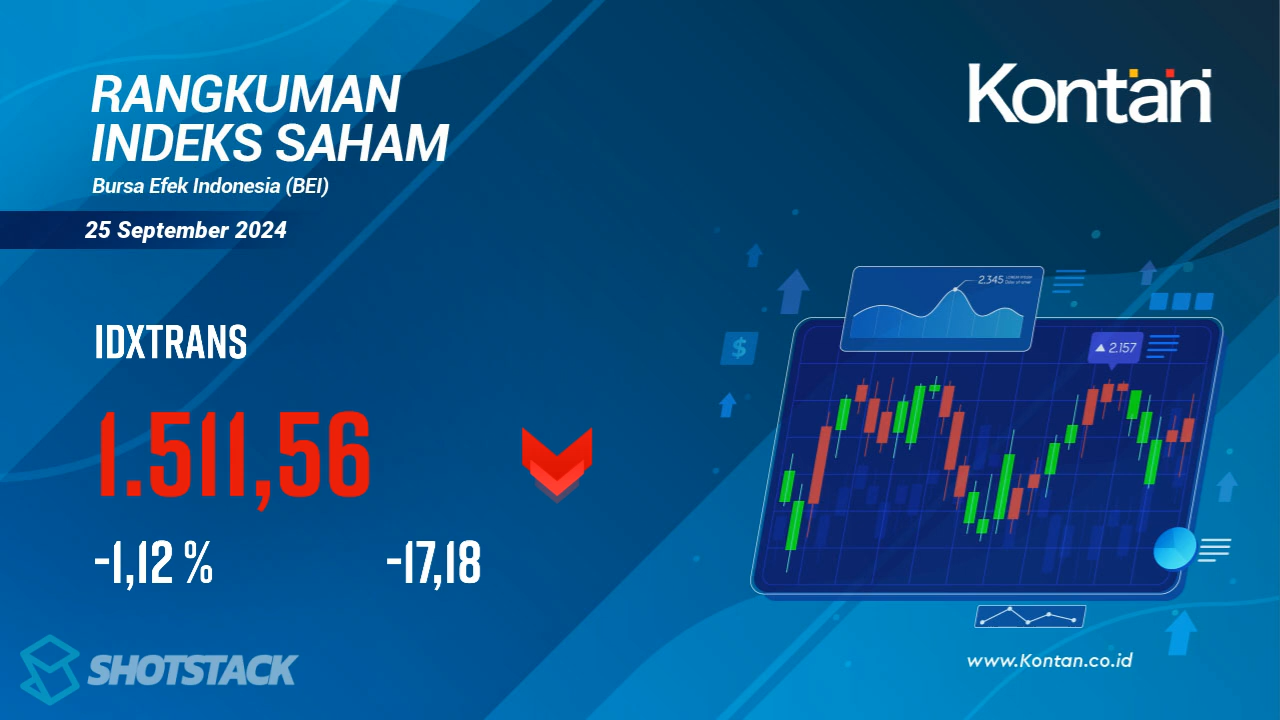 RANGKUMAN
INDEKS SAHAM
Bursa Efek Indonesia (BEI)
25 September 2024
Kontan
IDXTRANS
1.511,56
-1,12 %
-17,18
2.345
$
2.157
SHOTSTACK
www.Kontan.co.id